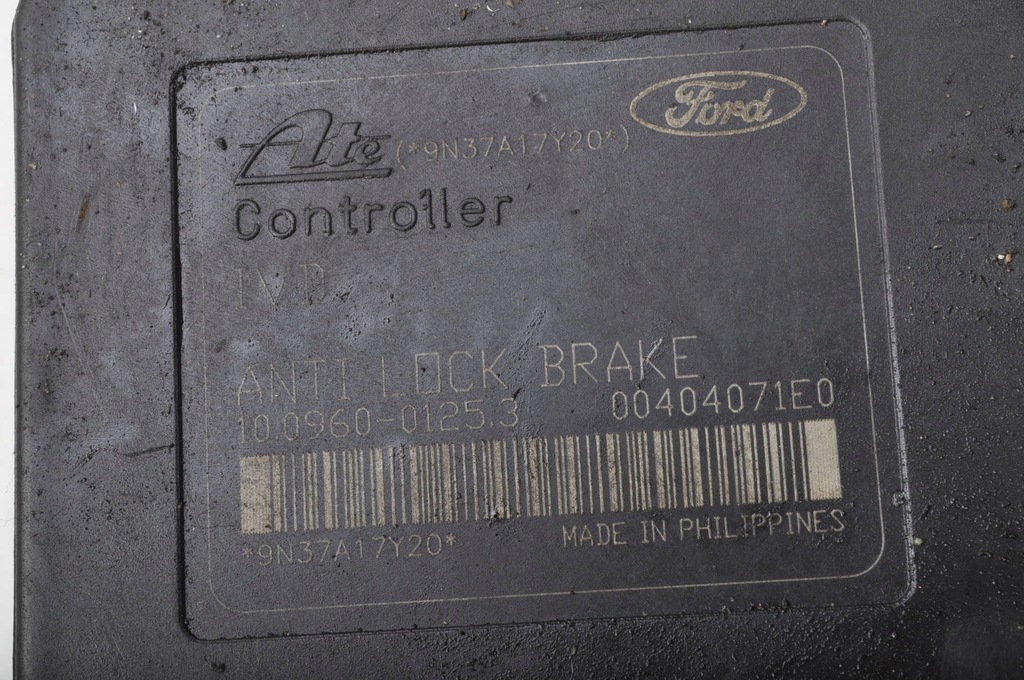 Ford
Ate (*9N37A17Y20*)
Controller
IVD
ANTI LOCK BRAKE
10.0960-0125.3 00404071E0
*9N37A17Y20* MADE IN PHILIPPINES